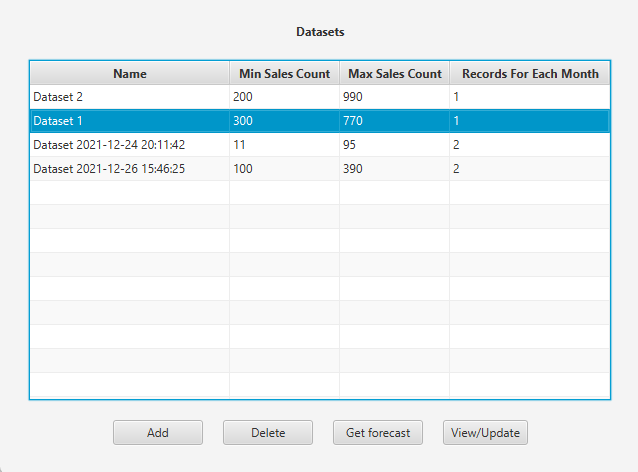 Datasets
Name Min Sales Count Max Sales Count Records For Each Month
Dataset 2 200 990 1
Dataset 1 300 770 1
Dataset 2021-12-24 20:11:42 11 95 2
Dataset 2021-12-26 15:46:25 100 390 2
Add Delete Get forecast View/Update